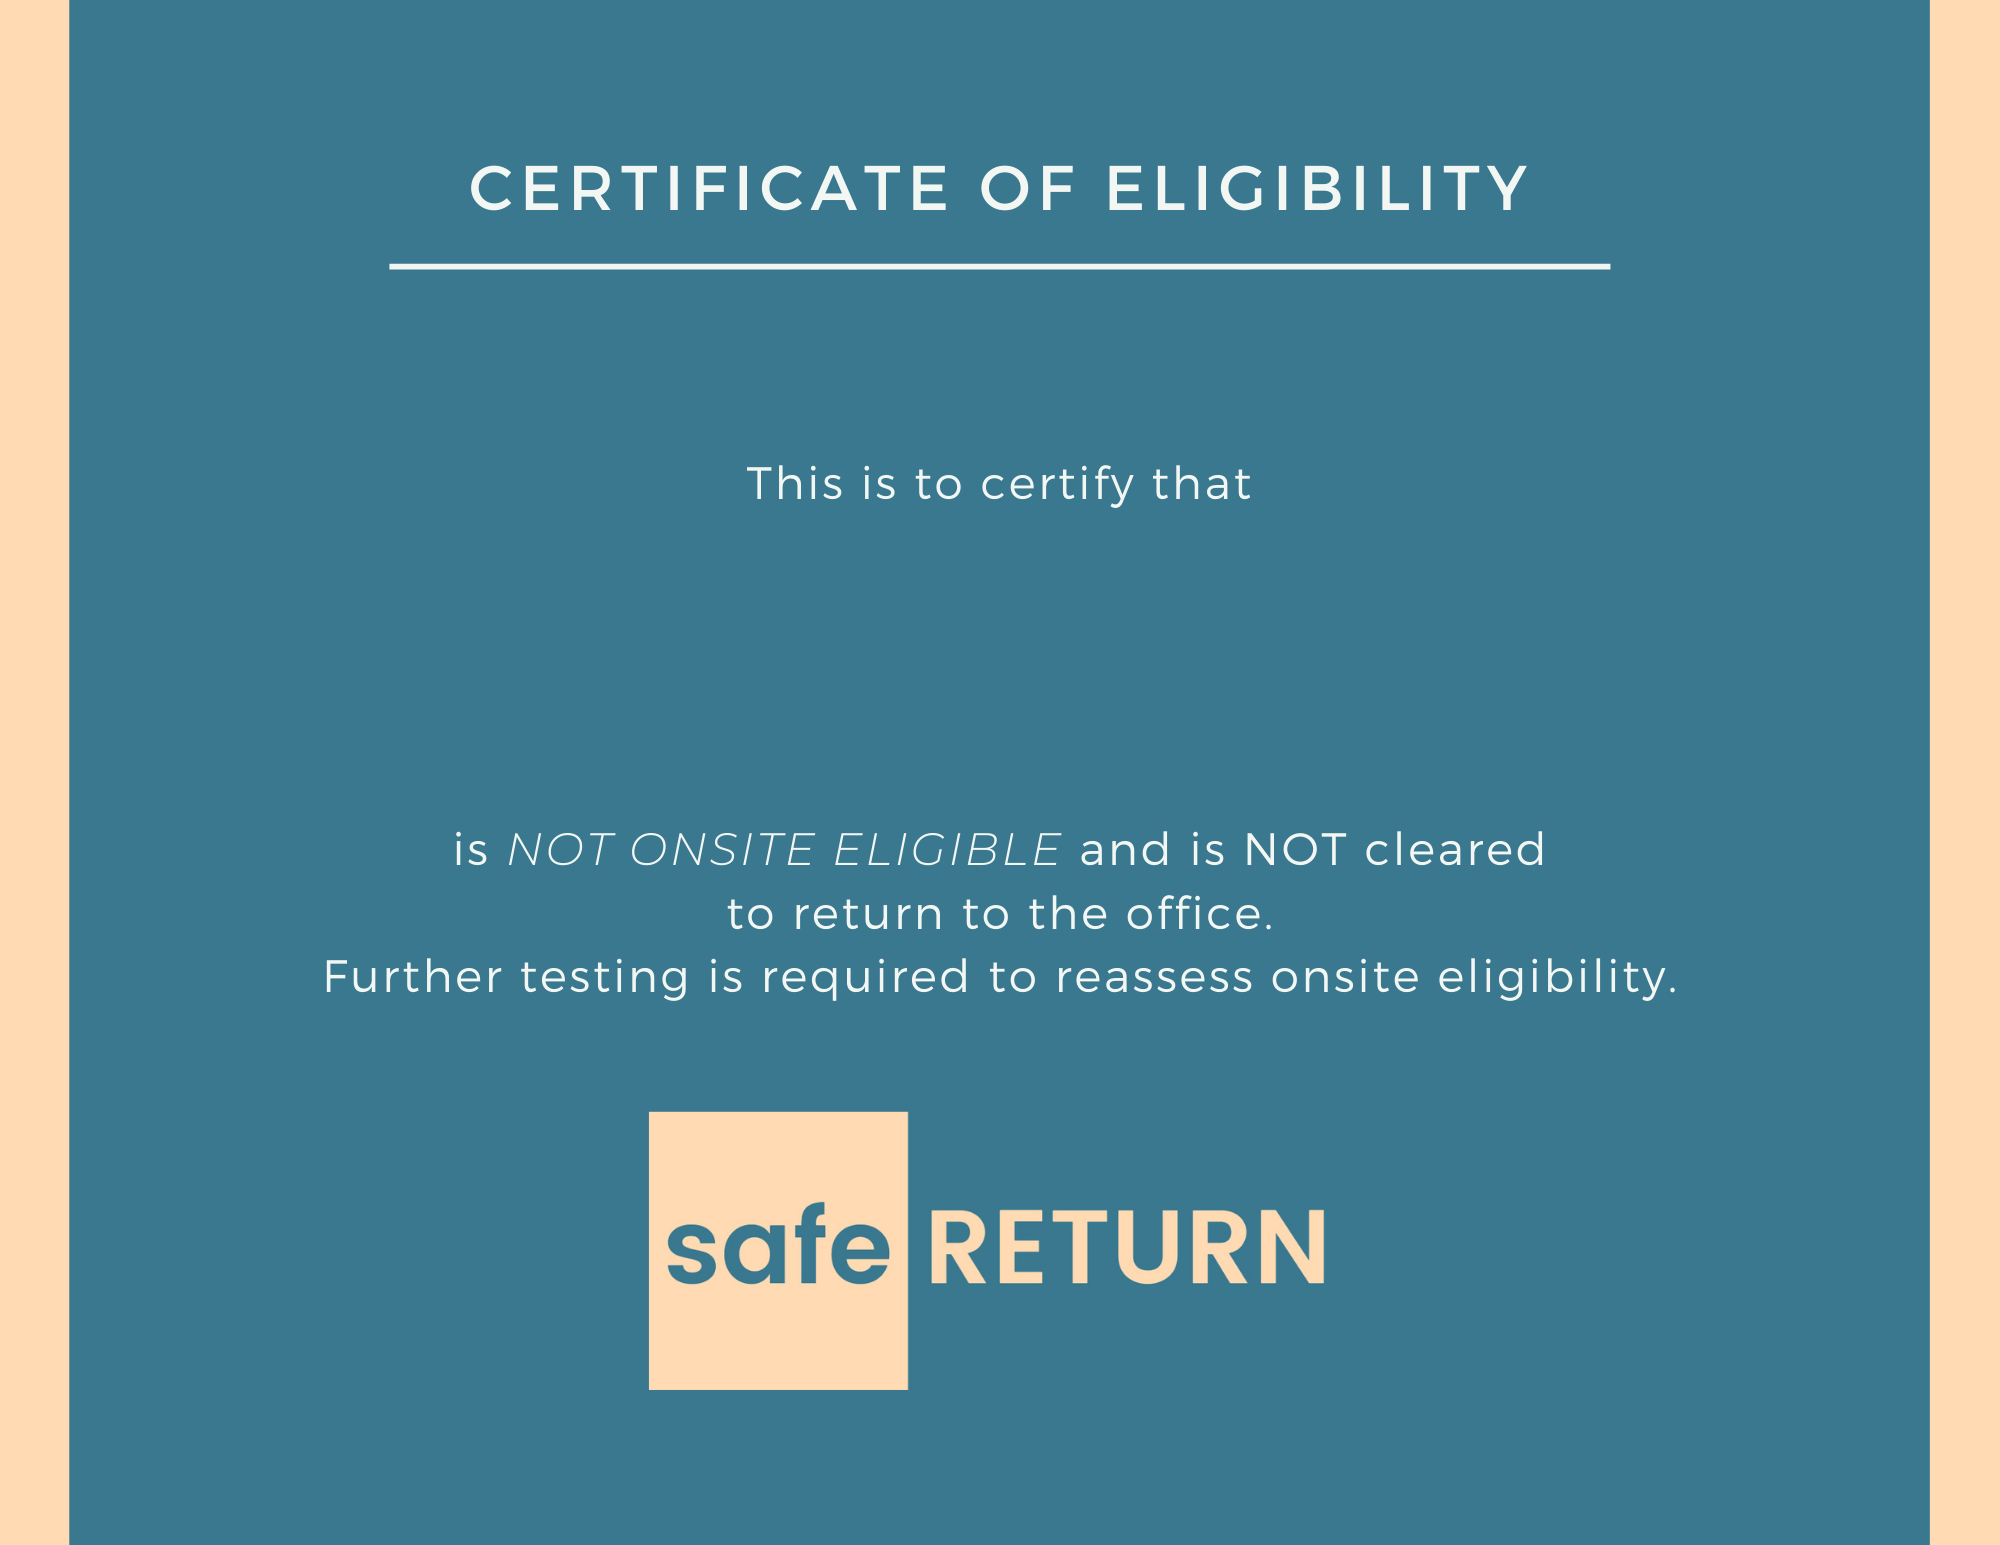 CERTIFICATE OF ELIGIBILITY
This is to certify that
is NOT ONSITE ELIGIBLE and is NOT cleared
to return to the office.
Further testing is required to reassess onsite eligibility.
safe RETURN